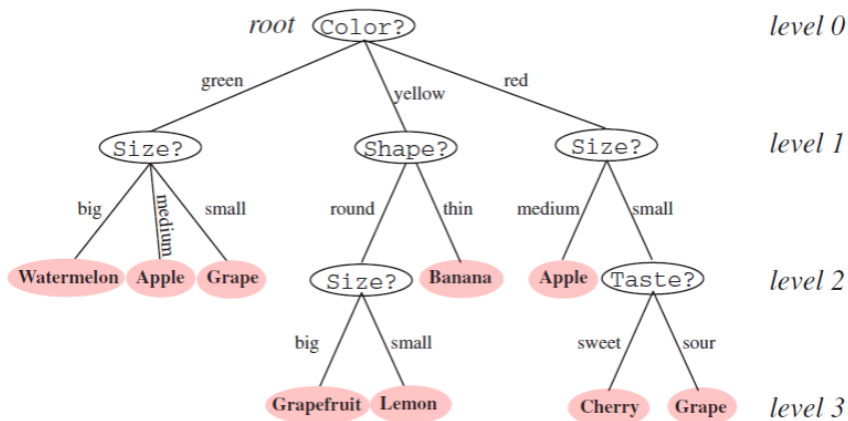 root Color? level 0
green yellow red
Size? Shape? Size? level 1
big medium small round thin medium small
Watermelon Apple Grape Size? Banana Apple Taste? level 2
big small sweet sour
Grapefruit Lemon Cherry Grape level 3